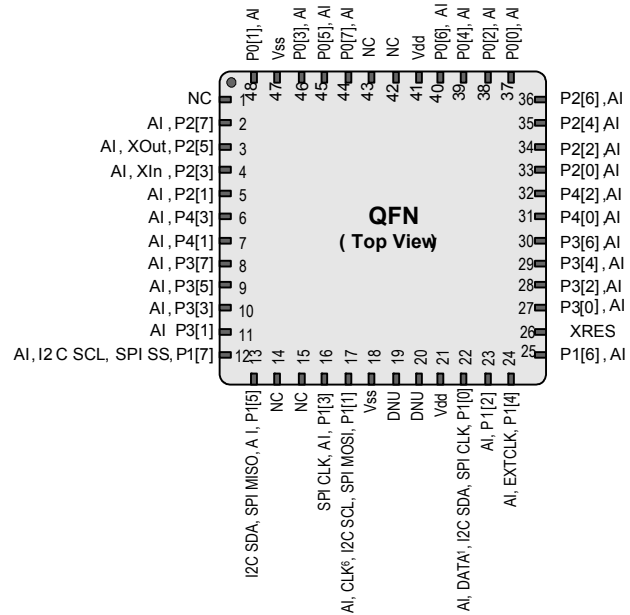 P0[1], AI
Vss
P0[3], AI
P0[5], AI
P0[7], AI
NC
NC
Vdd
P0[6], AI
P0[4], AI
P0[2], AI
P0[0], AI
48
47
46
45
44
43
42
41
40
39
38
37
NC 1
AI, P2[7] 2
AI, XOut, P2[5] 3
AI, XIn, P2[3] 4
AI, P2[1] 5
AI, P4[3] 6
AI, P4[1] 7
AI, P3[7] 8
AI, P3[5] 9
AI, P3[3] 10
AI P3[1] 11
AI, I2C SCL, SPI SS, P1[7] 12
QFN
(Top View)
36 P2[6], AI
35 P2[4], AI
34 P2[2], AI
33 P2[0], AI
32 P4[2], AI
31 P4[0], AI
30 P3[6], AI
29 P3[4], AI
28 P3[2], AI
27 P3[0], AI
26 XRES
25 P1[6], AI
13
14
15
16
17
18
19
20
21
22
23
24
I2C SDA, SPI MISO, AI, P1[5]
NC
NC
SPI CLK, AI, P1[3]
AI, CLK⁶, I2C SCL, SPI MOSI, P1[1]
Vss
DNU
DNU
Vdd
AI, DATA¹, I2C SDA, SPI CLK, P1[0]
AI, P1[2]
AI, EXTCLK, P1[4]